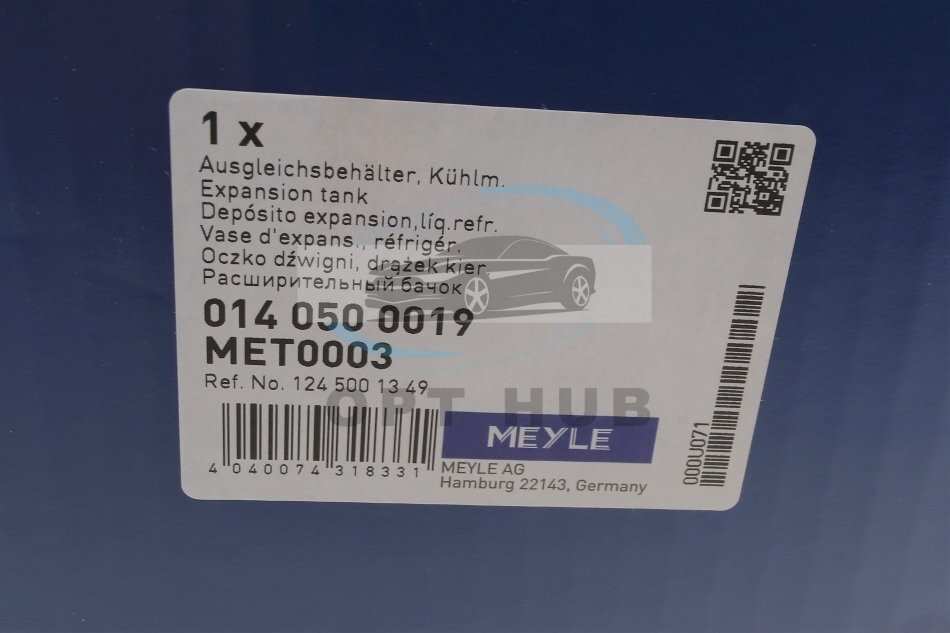 1 x
Ausgleichsbehälter, Kühlm.
Expansion tank
Depósito expansion,líq.refr.
Vase d'expans., réfrigér.
Oczko dźwigni, drążek kier.
Расширительный бачок
014 050 0019
MET0003
Ref. No. 124 500 13 49
OPT HUB
MEYLE
4 040074 318331
MEYLE AG
Hamburg 22143, Germany
000U071